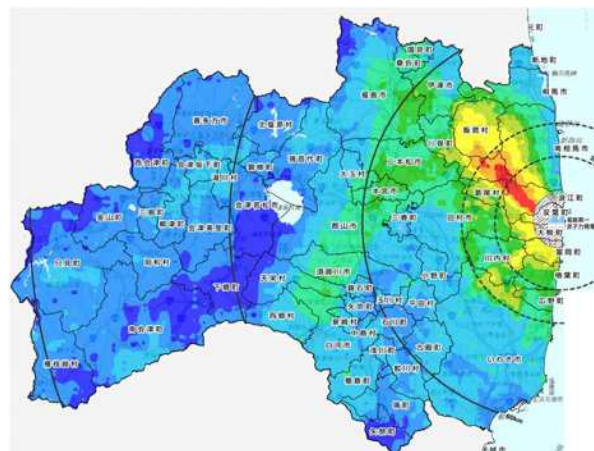 国見町
桑折町
新地町
伊達市
相馬市
福島市
飯舘村
喜多方市
北塩原村
川俣町
南相馬市
西会津町
会津坂下町
磐梯町
猪苗代町
二本松市
大玉村
湯川村
本宮市
葛尾村
浪江町
双葉町
金山町
三島町
柳津町
会津美里町
会津若松市
郡山市
三春町
田村市
大熊町
富岡町
川内村
楢葉町
只見町
昭和村
天栄村
須賀川市
小野町
広野町
下郷町
鏡石町
玉川村
平田村
西郷村
矢吹町
石川町
泉崎村
中島村
古殿町
南会津町
白河市
浅川町
いわき市
鮫川村
檜枝岐村
棚倉町
塙町
矢祭町